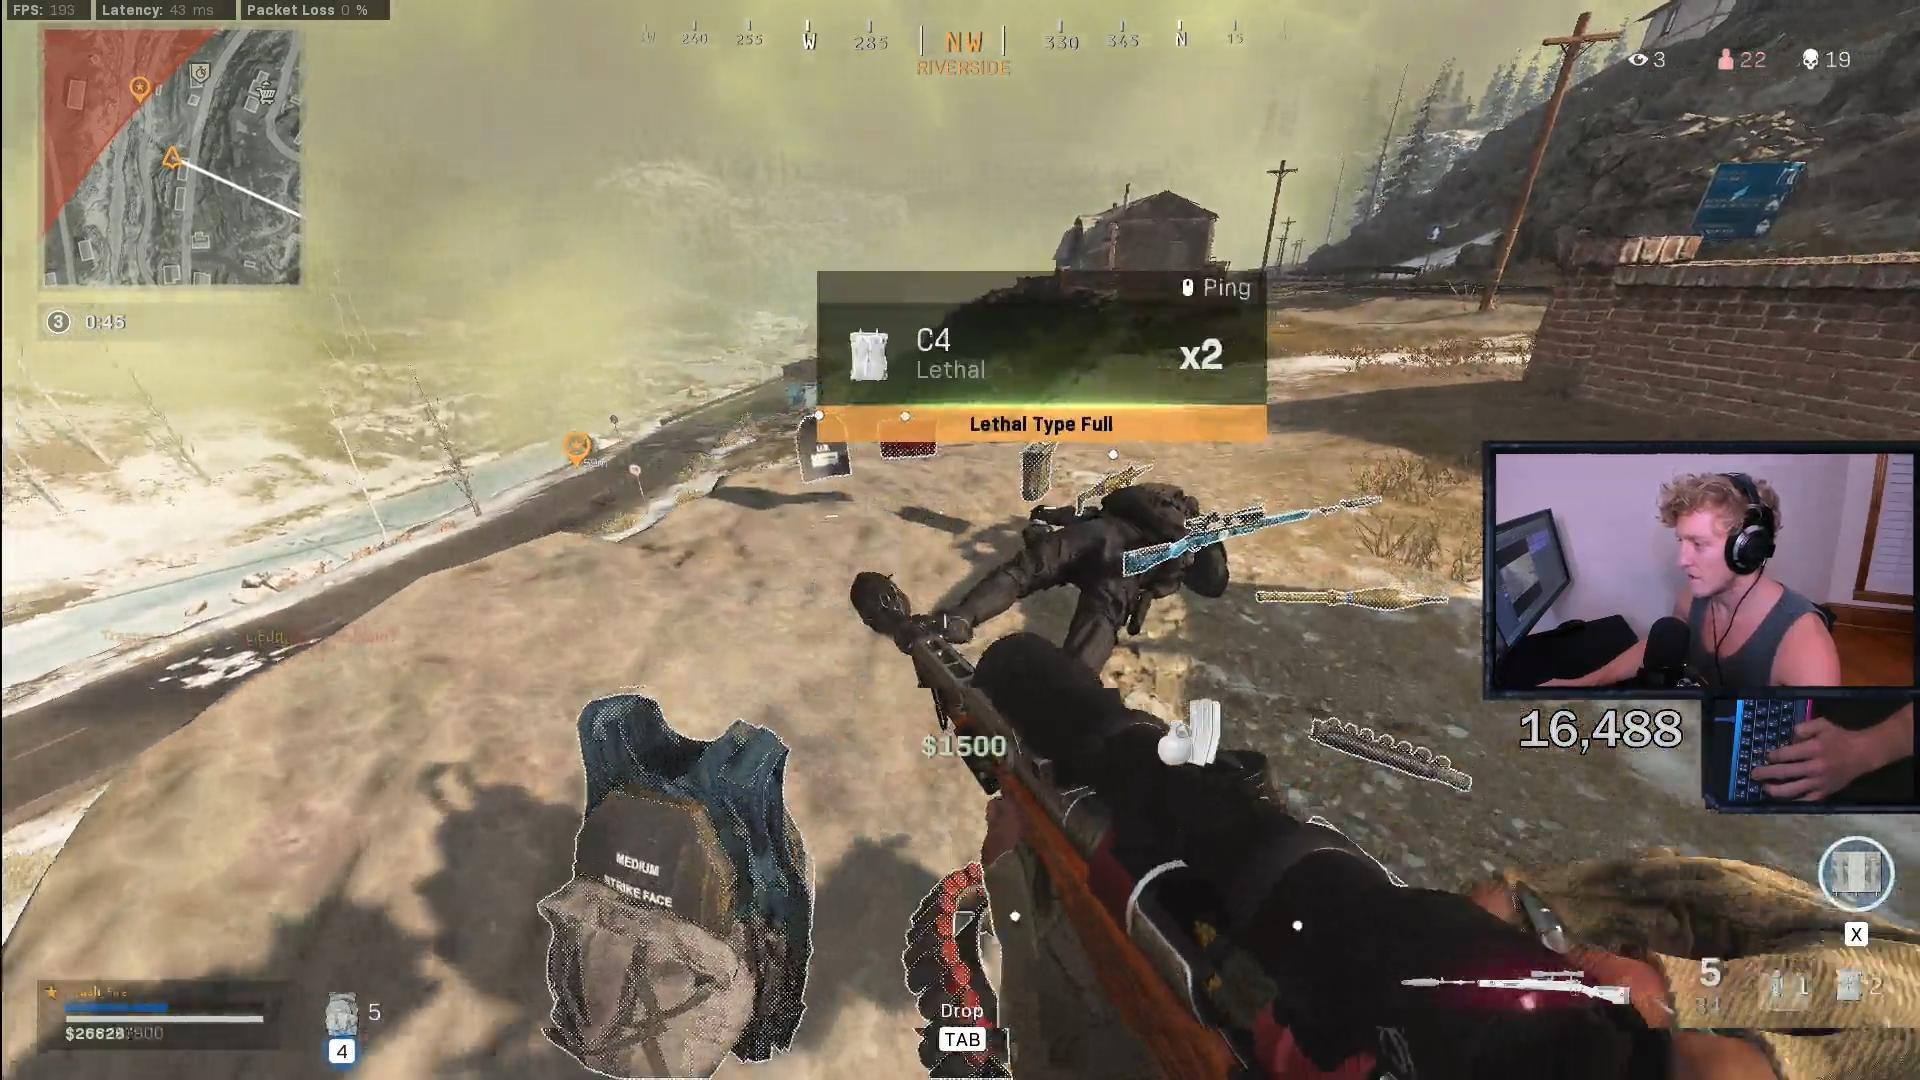 FPS: 193 Latency: 43 ms Packet Loss 0 %
240 255 W 285 NW 330 345 N 15
RIVERSIDE
3 22 19
Ping
C4
Lethal
x2
Lethal Type Full
3 0:45
MEDIUM
STRIKE FACE
$1500
16,488
X
5 1 2
5
4
Drop
TAB